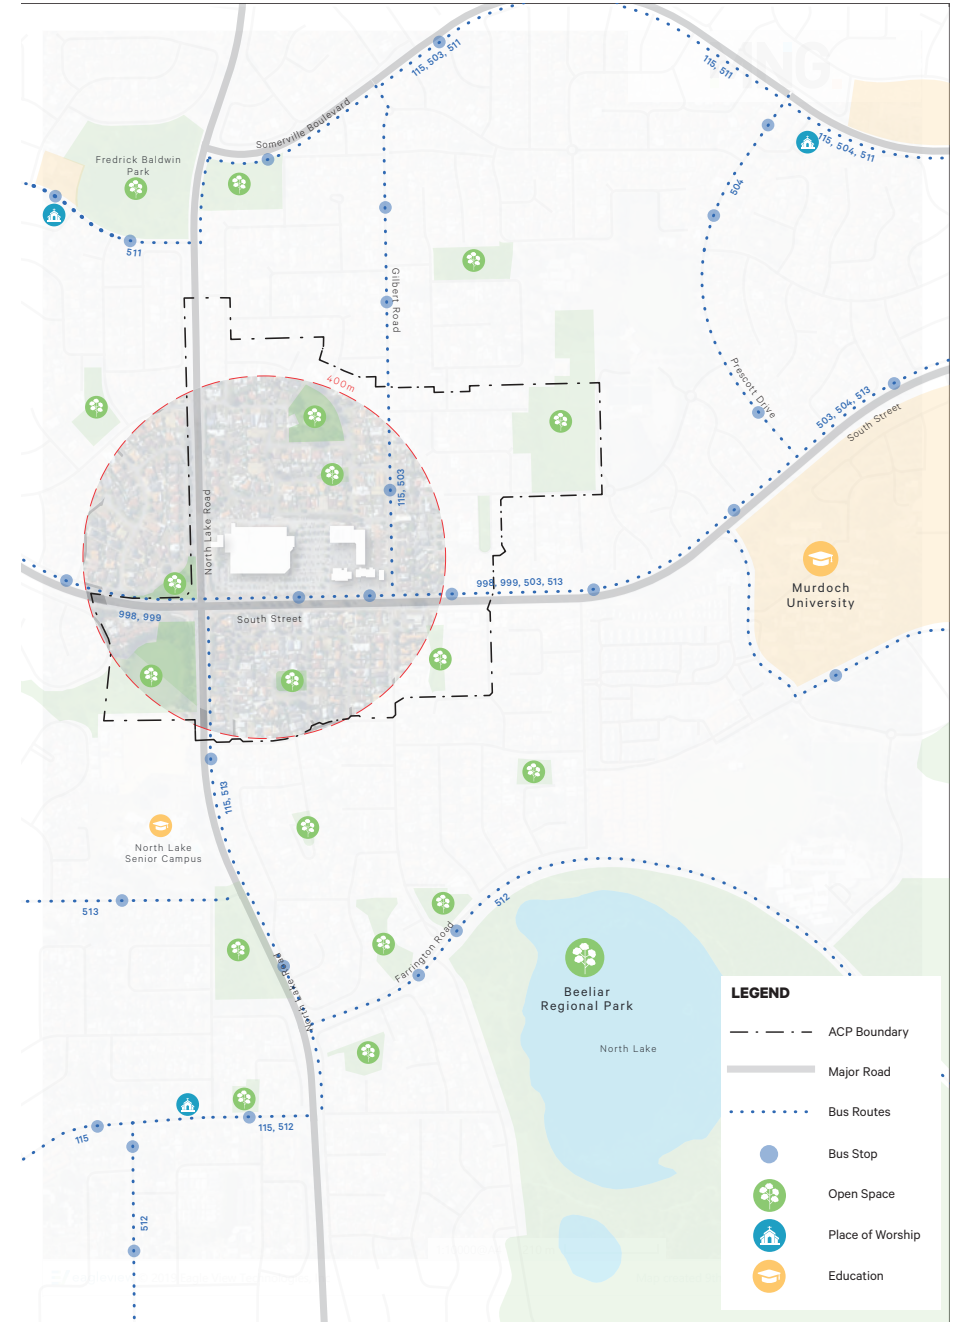 115, 503, 511
115, 511
Somerville Boulevard
115, 504, 511
Fredrick Baldwin
Park
504
511
Gilbert Road
400m
Prescott Drive
503, 504, 513
South Street
115, 503
North Lake Road
998, 999, 503, 513
Murdoch
University
998, 999
South Street
115, 513
North Lake
Senior Campus
513
512
Farrington Road
North Lake Road
Beeliar
Regional Park
North Lake
115, 512
115
512
LEGEND
ACP Boundary
Major Road
Bus Routes
Bus Stop
Open Space
Place of Worship
Education